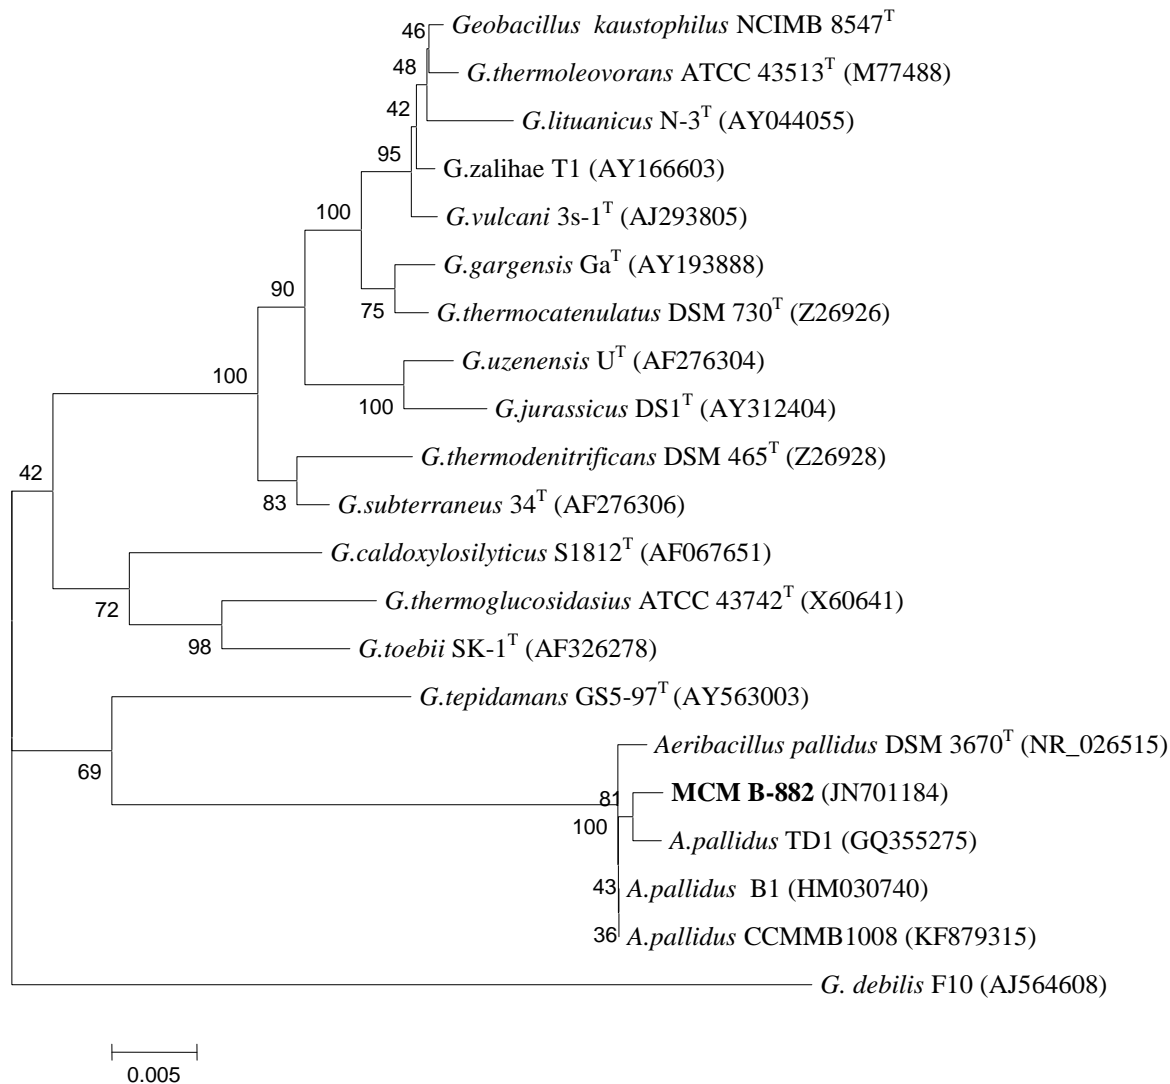 46 Geobacillus kaustophilus NCIMB 8547T
48 G.thermoleovorans ATCC 43513T (M77488)
42 G.lituanicus N-3T (AY044055)
95 G.zalihae T1 (AY166603)
100 G.vulcani 3s-1T (AJ293805)
G.gargensis GaT (AY193888)
90
75 G.thermocatenulatus DSM 730T (Z26926)
G.uzenensis UT (AF276304)
100
100 G.jurassicus DS1T (AY312404)
G.thermodenitrificans DSM 465T (Z26928)
42
83 G.subterraneus 34T (AF276306)
G.caldoxylosilyticus S1812T (AF067651)
72 G.thermoglucosidasius ATCC 43742T (X60641)
98 G.toebii SK-1T (AF326278)
G.tepidamans GS5-97T (AY563003)
Aeribacillus pallidus DSM 3670T (NR_026515)
69
81 MCM B-882 (JN701184)
100 A.pallidus TD1 (GQ355275)
43 A.pallidus B1 (HM030740)
36 A.pallidus CCMMB1008 (KF879315)
G. debilis F10 (AJ564608)
0.005